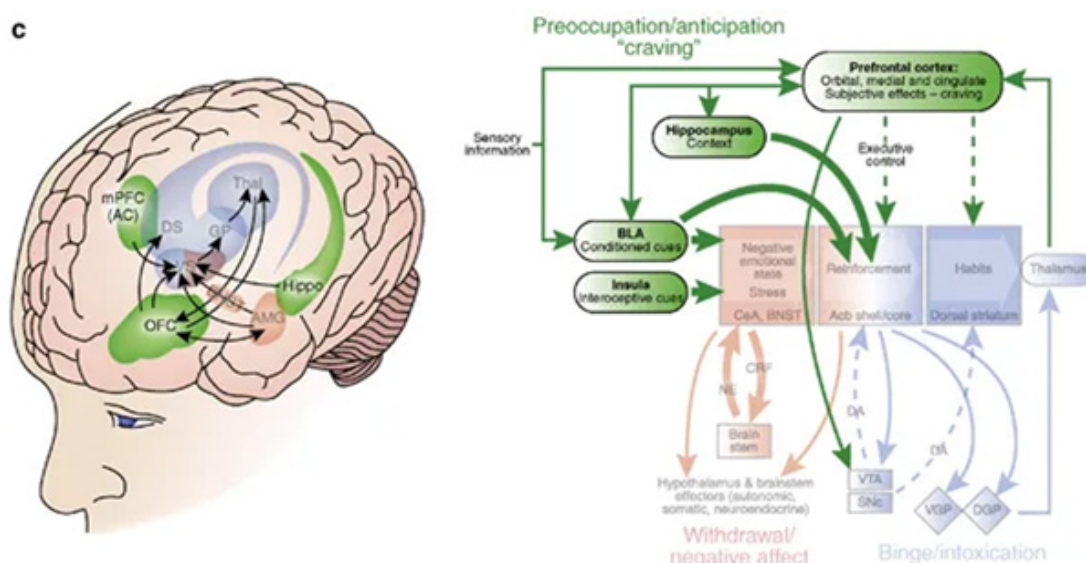 c
mPFC
(AC)
DS
GP
Thal
OFC
AMG
Hippo
Preoccupation/anticipation
“craving”
Prefrontal cortex:
Orbital, medial and cingulate
Subjective effects – craving
Sensory
information
Hippocampus
Context
Executive
control
BLA
Conditioned cues
Insula
Interoceptive cues
Negative
emotional
state
Stress
CeA, BNST
Reinforcement
Acb shell/core
Habits
Dorsal striatum
Thalamus
NE
CRF
Brain
stem
DA
DA
VTA
SNc
VGP
DGP
Hypothalamus & brainstem
effectors (autonomic,
somatic, neuroendocrine)
Withdrawal/
negative affect
Binge/intoxication